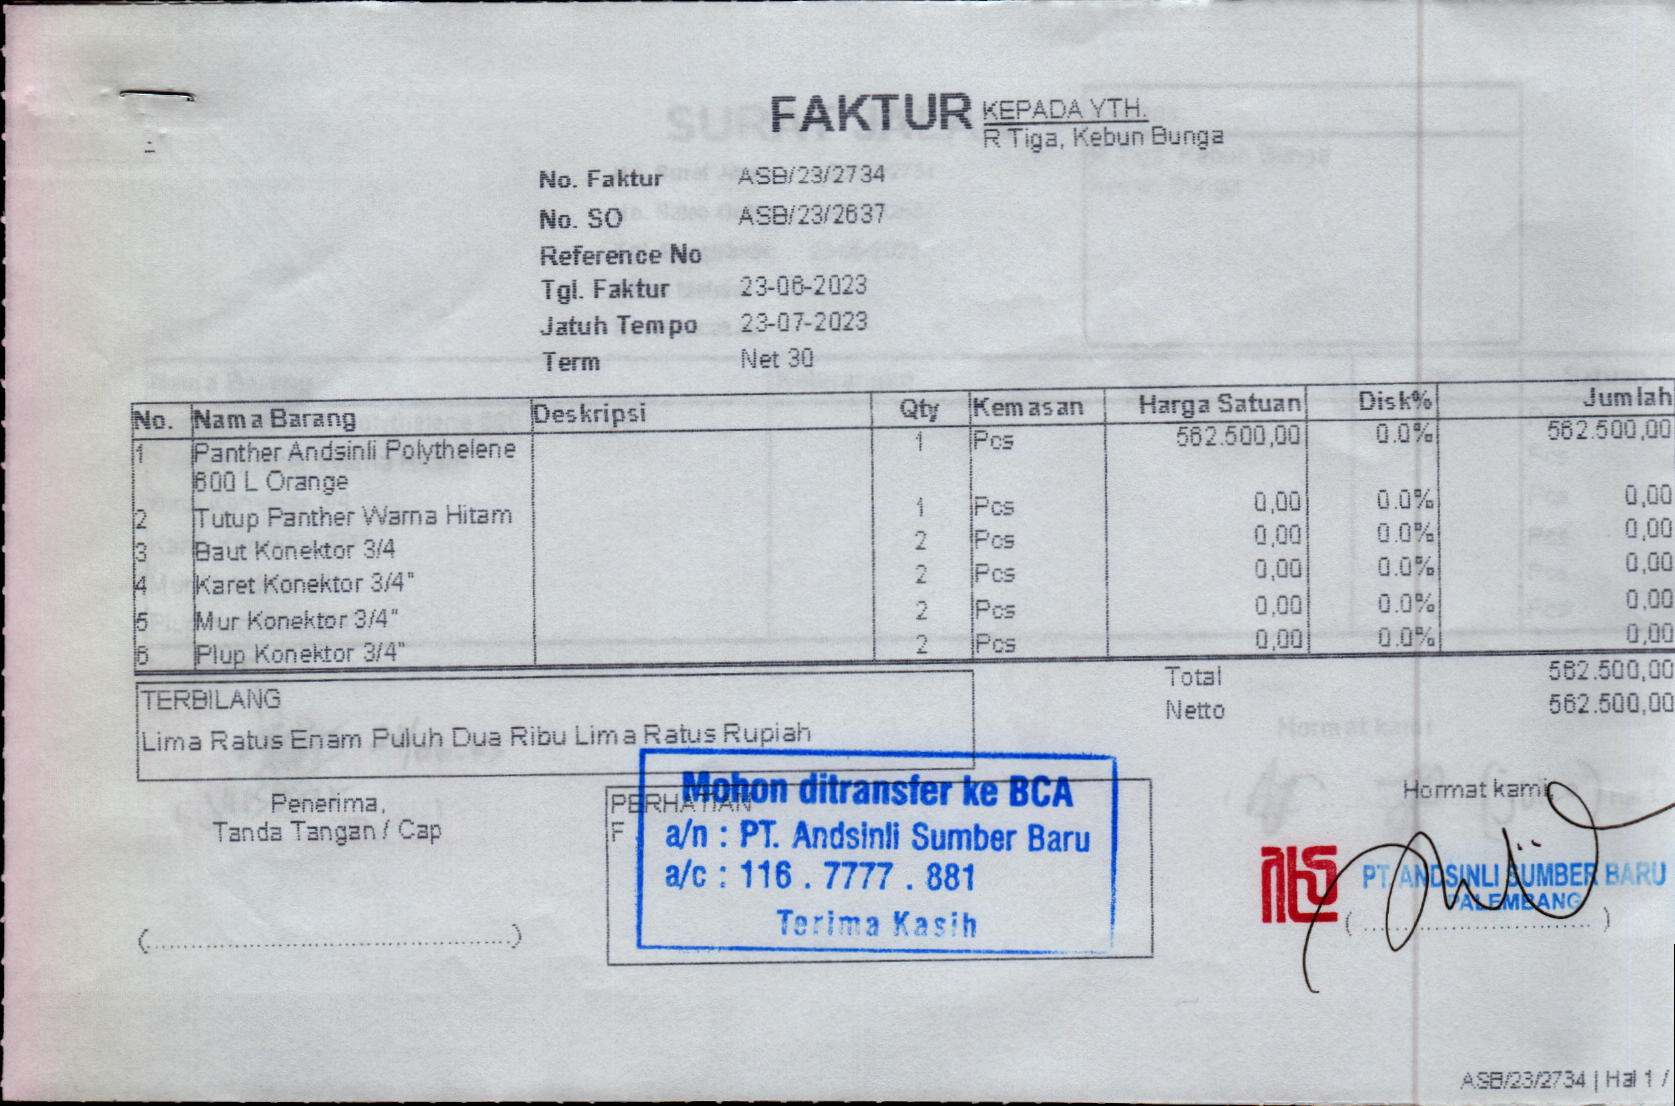 FAKTUR
KEPADA YTH.
R Tiga, Kebun Bunga
No. Faktur ASB/23/2734
No. SO ASB/23/2637
Reference No
Tgl. Faktur 23-06-2023
Jatuh Tempo 23-07-2023
Term Net 30
No. Nama Barang Deskripsi Qty Kemasan Harga Satuan Disk% Jumlah
1 Panther Andsinli Polythelene 1 Pcs 562.500,00 0.0% 562.500,00
600 L Orange
2 Tutup Panther Warna Hitam 1 Pcs 0,00 0.0% 0,00
3 Baut Konektor 3/4 2 Pcs 0,00 0.0% 0,00
4 Karet Konektor 3/4" 2 Pcs 0,00 0.0% 0,00
5 Mur Konektor 3/4" 2 Pcs 0,00 0.0% 0,00
6 Plup Konektor 3/4" 2 Pcs 0,00 0.0% 0,00
Total 562.500,00
Netto 562.500,00
TERBILANG
Lima Ratus Enam Puluh Dua Ribu Lima Ratus Rupiah
Penerima,
Tanda Tangan / Cap
(........................................)
PERHATIAN
F
Mohon ditransfer ke BCA
a/n : PT. Andsinli Sumber Baru
a/c : 116 . 7777 . 881
Terima Kasih
Hormat kami,
PT. ANDSINLI SUMBER BARU
PALEMBANG
(........................................)
ASB/23/2734 | Hal 1 /